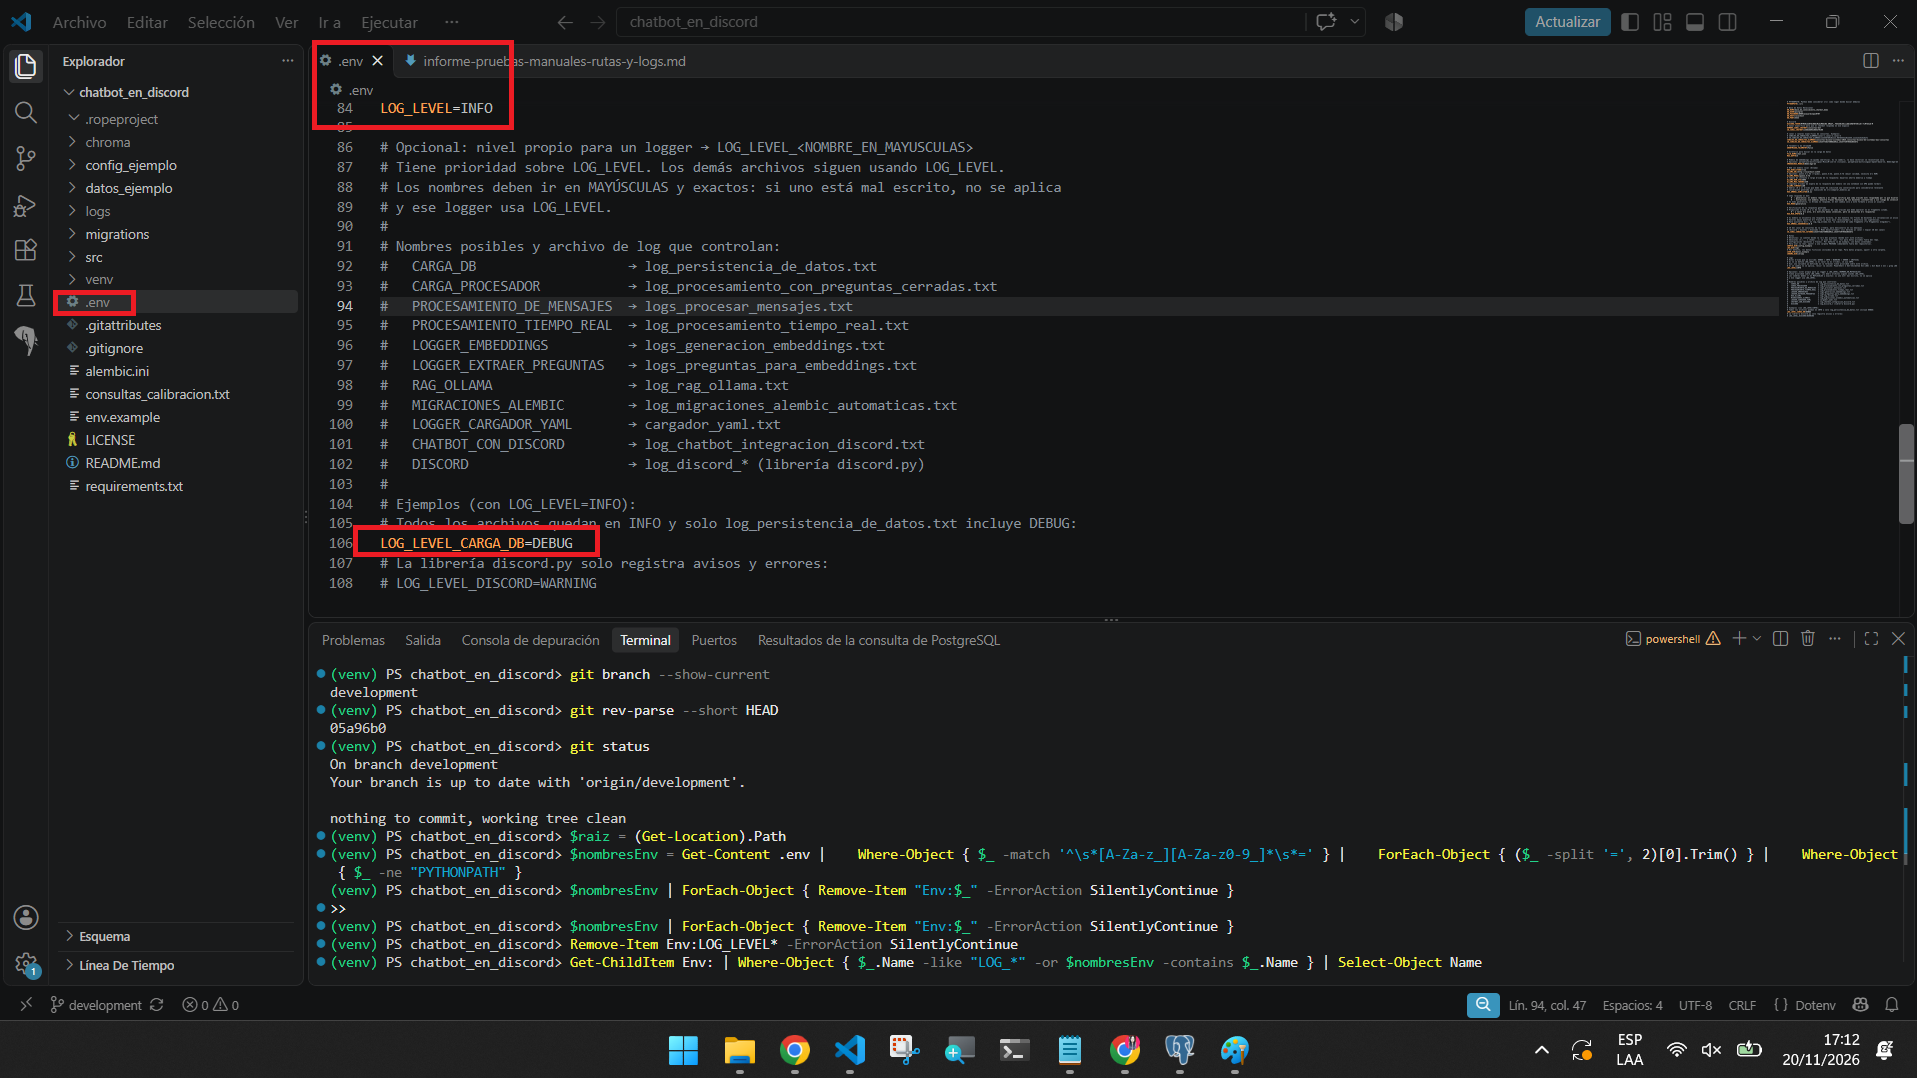 Archivo Editar Selección Ver Ir a Ejecutar ···
chatbot_en_discord
Actualizar
Explorador
chatbot_en_discord
.ropeproject
chroma
config_ejemplo
datos_ejemplo
logs
migrations
src
venv
.env
.gitattributes
.gitignore
alembic.ini
consultas_calibracion.txt
env.example
LICENSE
README.md
requirements.txt
Esquema
Línea De Tiempo
.env
informe-pruebas-manuales-rutas-y-logs.md
.env
84 LOG_LEVEL=INFO
85
86 # Opcional: nivel propio para un logger → LOG_LEVEL_<NOMBRE_EN_MAYUSCULAS>
87 # Tiene prioridad sobre LOG_LEVEL. Los demás archivos siguen usando LOG_LEVEL.
88 # Los nombres deben ir en MAYÚSCULAS y exactos: si uno está mal escrito, no se aplica
89 # y ese logger usa LOG_LEVEL.
90 #
91 # Nombres posibles y archivo de log que controlan:
92 # CARGA_DB → log_persistencia_de_datos.txt
93 # CARGA_PROCESADOR → log_procesamiento_con_preguntas_cerradas.txt
94 # PROCESAMIENTO_DE_MENSAJES → logs_procesar_mensajes.txt
95 # PROCESAMIENTO_TIEMPO_REAL → log_procesamiento_tiempo_real.txt
96 # LOGGER_EMBEDDINGS → logs_generacion_embeddings.txt
97 # LOGGER_EXTRAER_PREGUNTAS → logs_preguntas_para_embeddings.txt
98 # RAG_OLLAMA → log_rag_ollama.txt
99 # MIGRACIONES_ALEMBIC → log_migraciones_alembic_automaticas.txt
100 # LOGGER_CARGADOR_YAML → cargador_yaml.txt
101 # CHATBOT_CON_DISCORD → log_chatbot_integracion_discord.txt
102 # DISCORD → log_discord_* (librería discord.py)
103 #
104 # Ejemplos (con LOG_LEVEL=INFO):
105 # Todos los archivos quedan en INFO y solo log_persistencia_de_datos.txt incluye DEBUG:
106 LOG_LEVEL_CARGA_DB=DEBUG
107 # La librería discord.py solo registra avisos y errores:
108 # LOG_LEVEL_DISCORD=WARNING
Problemas Salida Consola de depuración Terminal Puertos Resultados de la consulta de PostgreSQL
powershell
(venv) PS chatbot_en_discord> git branch --show-current
development
(venv) PS chatbot_en_discord> git rev-parse --short HEAD
05a96b0
(venv) PS chatbot_en_discord> git status
On branch development
Your branch is up to date with 'origin/development'.
nothing to commit, working tree clean
(venv) PS chatbot_en_discord> $raiz = (Get-Location).Path
(venv) PS chatbot_en_discord> $nombresEnv = Get-Content .env | Where-Object { $_ -match '^\s*[A-Za-z_][A-Za-z0-9_]*\s*=' } | ForEach-Object { ($_ -split '=', 2)[0].Trim() } | Where-Object
{ $_ -ne "PYTHONPATH" }
(venv) PS chatbot_en_discord> $nombresEnv | ForEach-Object { Remove-Item "Env:$_" -ErrorAction SilentlyContinue }
>>
(venv) PS chatbot_en_discord> $nombresEnv | ForEach-Object { Remove-Item "Env:$_" -ErrorAction SilentlyContinue }
(venv) PS chatbot_en_discord> Remove-Item Env:LOG_LEVEL* -ErrorAction SilentlyContinue
(venv) PS chatbot_en_discord> Get-ChildItem Env: | Where-Object { $_.Name -like "LOG_*" -or $nombresEnv -contains $_.Name } | Select-Object Name
1
development 0 0
Lín. 94, col. 47 Espacios: 4 UTF-8 CRLF { } Dotenv
ESP
LAA
17:12
20/11/2026